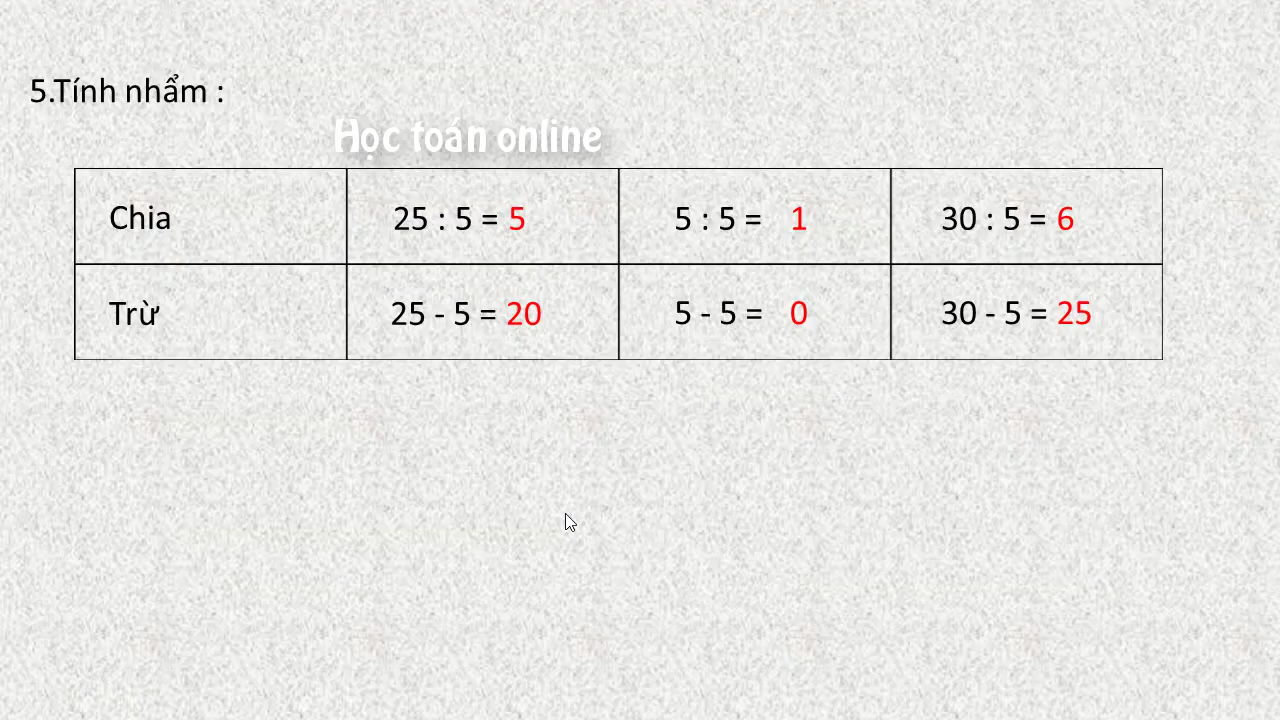 5.Tính nhẩm :
Học toán online
Chia 25 : 5 = 5 5 : 5 = 1 30 : 5 = 6
Trừ 25 - 5 = 20 5 - 5 = 0 30 - 5 = 25